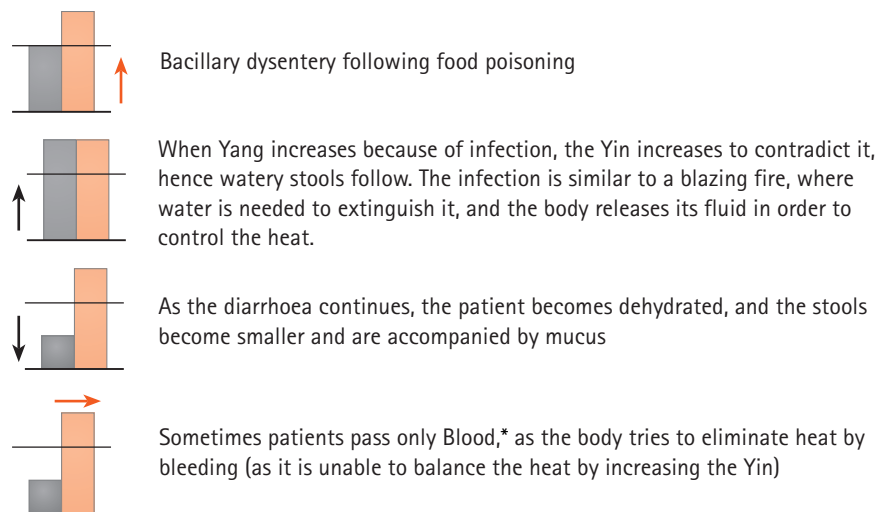 Bacillary dysentery following food poisoning
When Yang increases because of infection, the Yin increases to contradict it,
hence watery stools follow. The infection is similar to a blazing fire, where
water is needed to extinguish it, and the body releases its fluid in order to
control the heat.
As the diarrhoea continues, the patient becomes dehydrated, and the stools
become smaller and are accompanied by mucus
Sometimes patients pass only Blood,* as the body tries to eliminate heat by
bleeding (as it is unable to balance the heat by increasing the Yin)